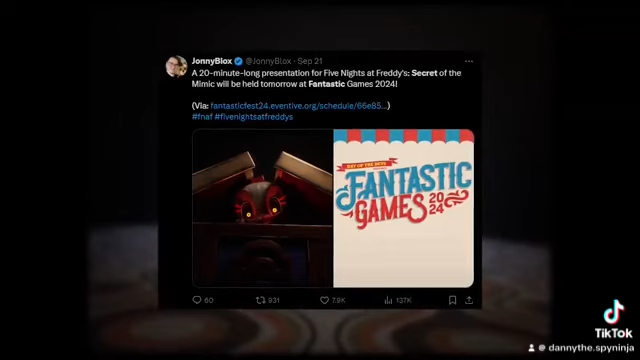 JonnyBlox @JonnyBlox · Sep 21
A 20-minute-long presentation for Five Nights at Freddy's: Secret of the
Mimic will be held tomorrow at Fantastic Games 2024!
(Via: fantasticfest24.eventive.org/schedule/66e85...)
#fnaf #fivenightsatfreddys
DAY OF THE DEVS
FANTASTIC
GAMES 2024
60 931 7.9K 137K
TikTok
@dannythe.spyninja